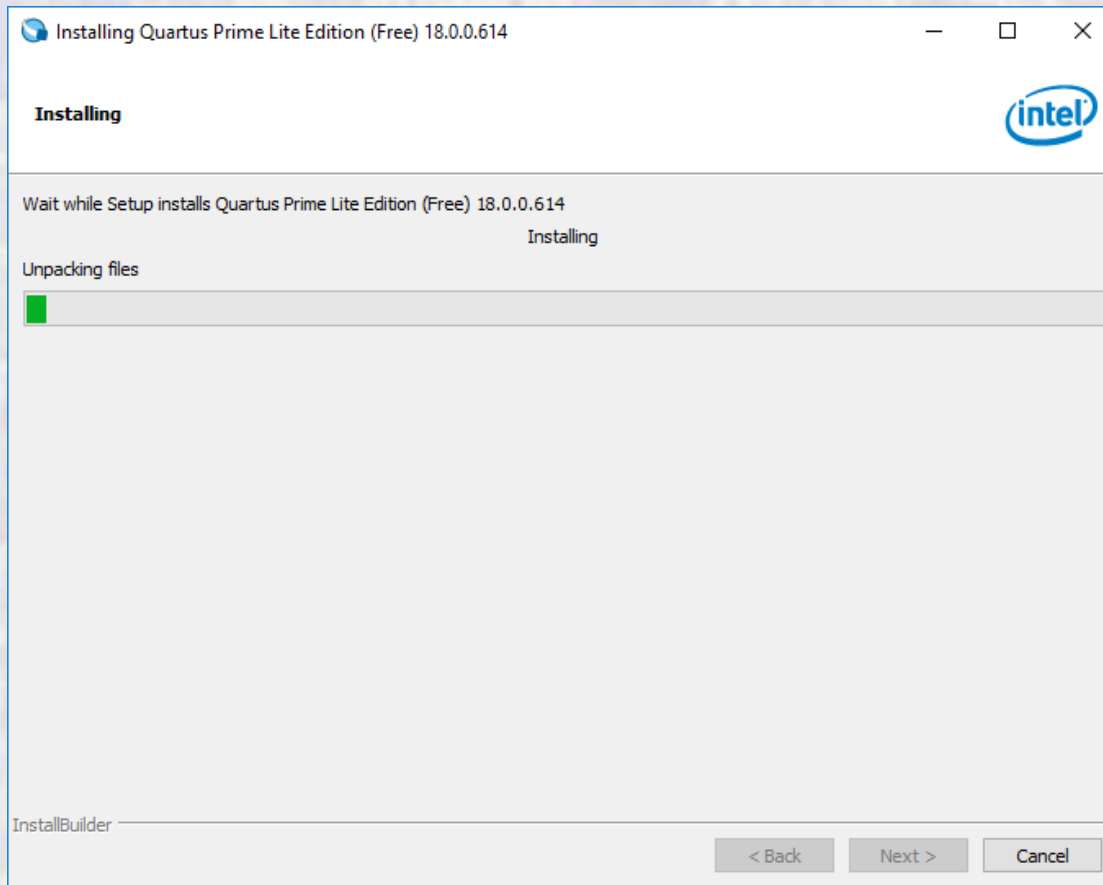 Installing Quartus Prime Lite Edition (Free) 18.0.0.614
Installing
intel
Wait while Setup installs Quartus Prime Lite Edition (Free) 18.0.0.614
Installing
Unpacking files
InstallBuilder
< Back Next > Cancel